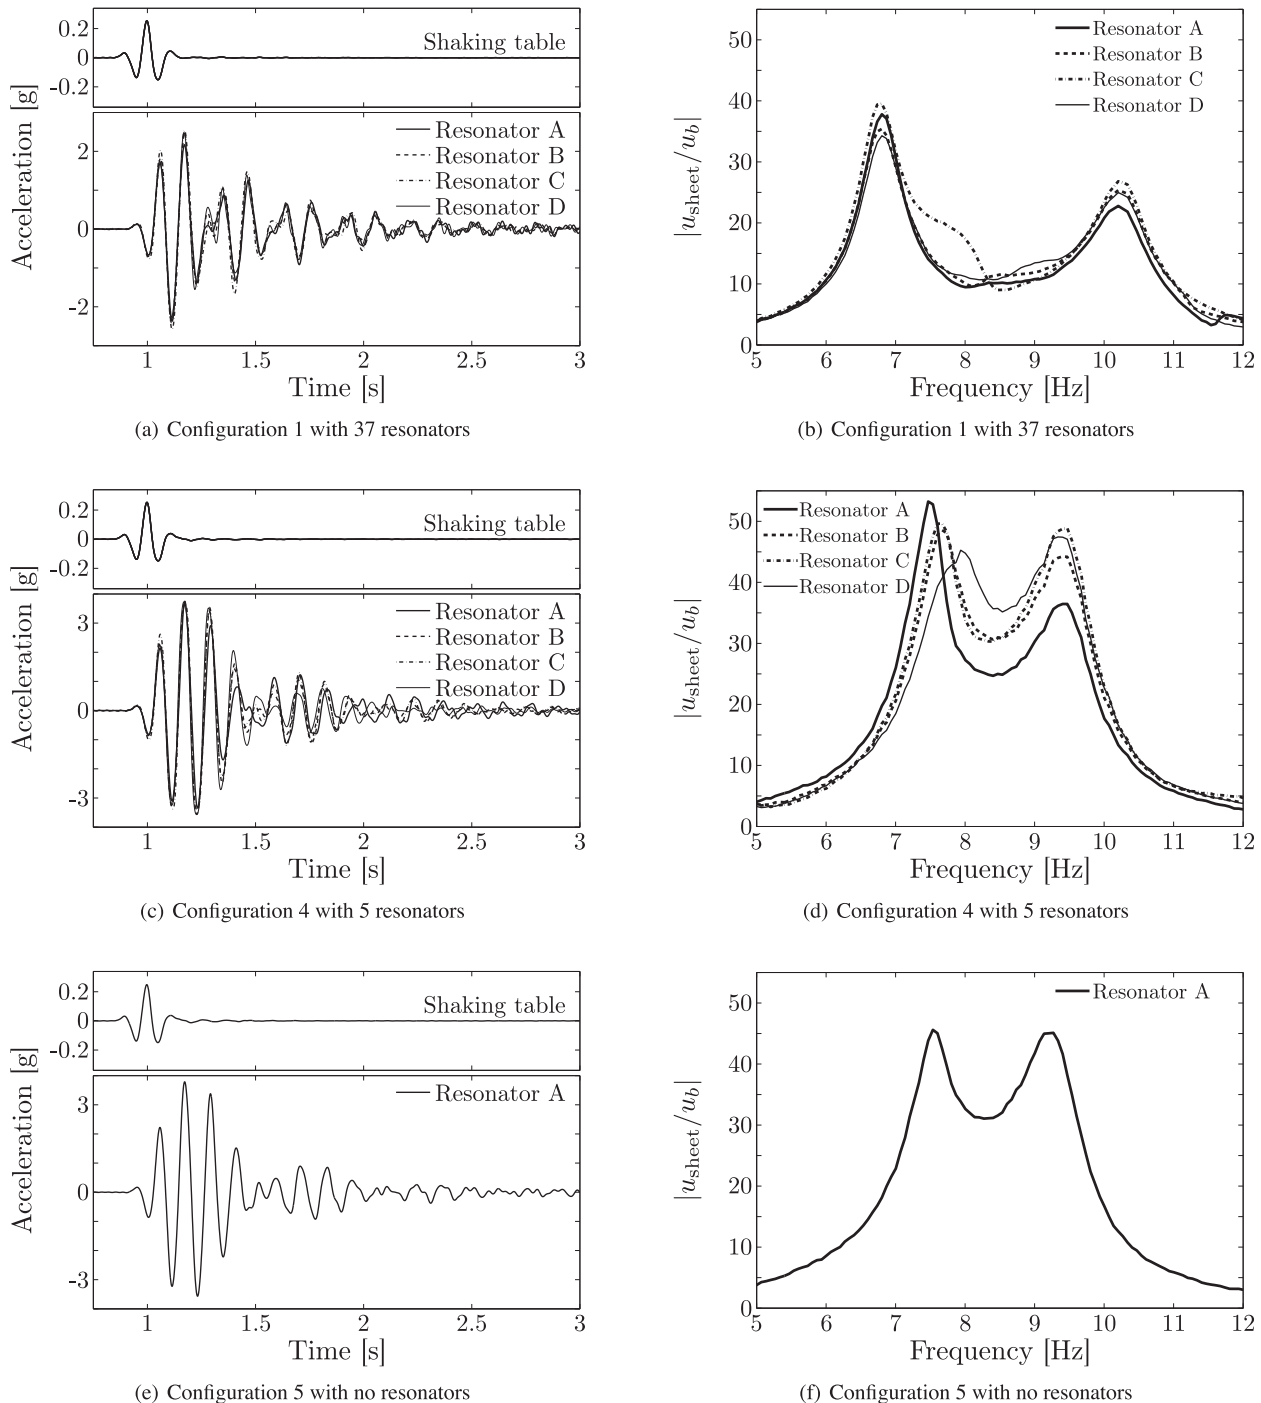 0.2
0
-0.2
Shaking table
Acceleration [g]
2
0
-2
Resonator A
Resonator B
Resonator C
Resonator D
1 1.5 2 2.5 3
Time [s]
(a) Configuration 1 with 37 resonators
50
40
30
20
10
0
|u_sheet/u_b|
Resonator A
Resonator B
Resonator C
Resonator D
5 6 7 8 9 10 11 12
Frequency [Hz]
(b) Configuration 1 with 37 resonators
0.2
0
-0.2
Shaking table
Acceleration [g]
3
0
-3
Resonator A
Resonator B
Resonator C
Resonator D
1 1.5 2 2.5 3
Time [s]
(c) Configuration 4 with 5 resonators
50
40
30
20
10
0
|u_sheet/u_b|
Resonator A
Resonator B
Resonator C
Resonator D
5 6 7 8 9 10 11 12
Frequency [Hz]
(d) Configuration 4 with 5 resonators
0.2
0
-0.2
Shaking table
Acceleration [g]
3
0
-3
Resonator A
1 1.5 2 2.5 3
Time [s]
(e) Configuration 5 with no resonators
50
40
30
20
10
0
|u_sheet/u_b|
Resonator A
5 6 7 8 9 10 11 12
Frequency [Hz]
(f) Configuration 5 with no resonators